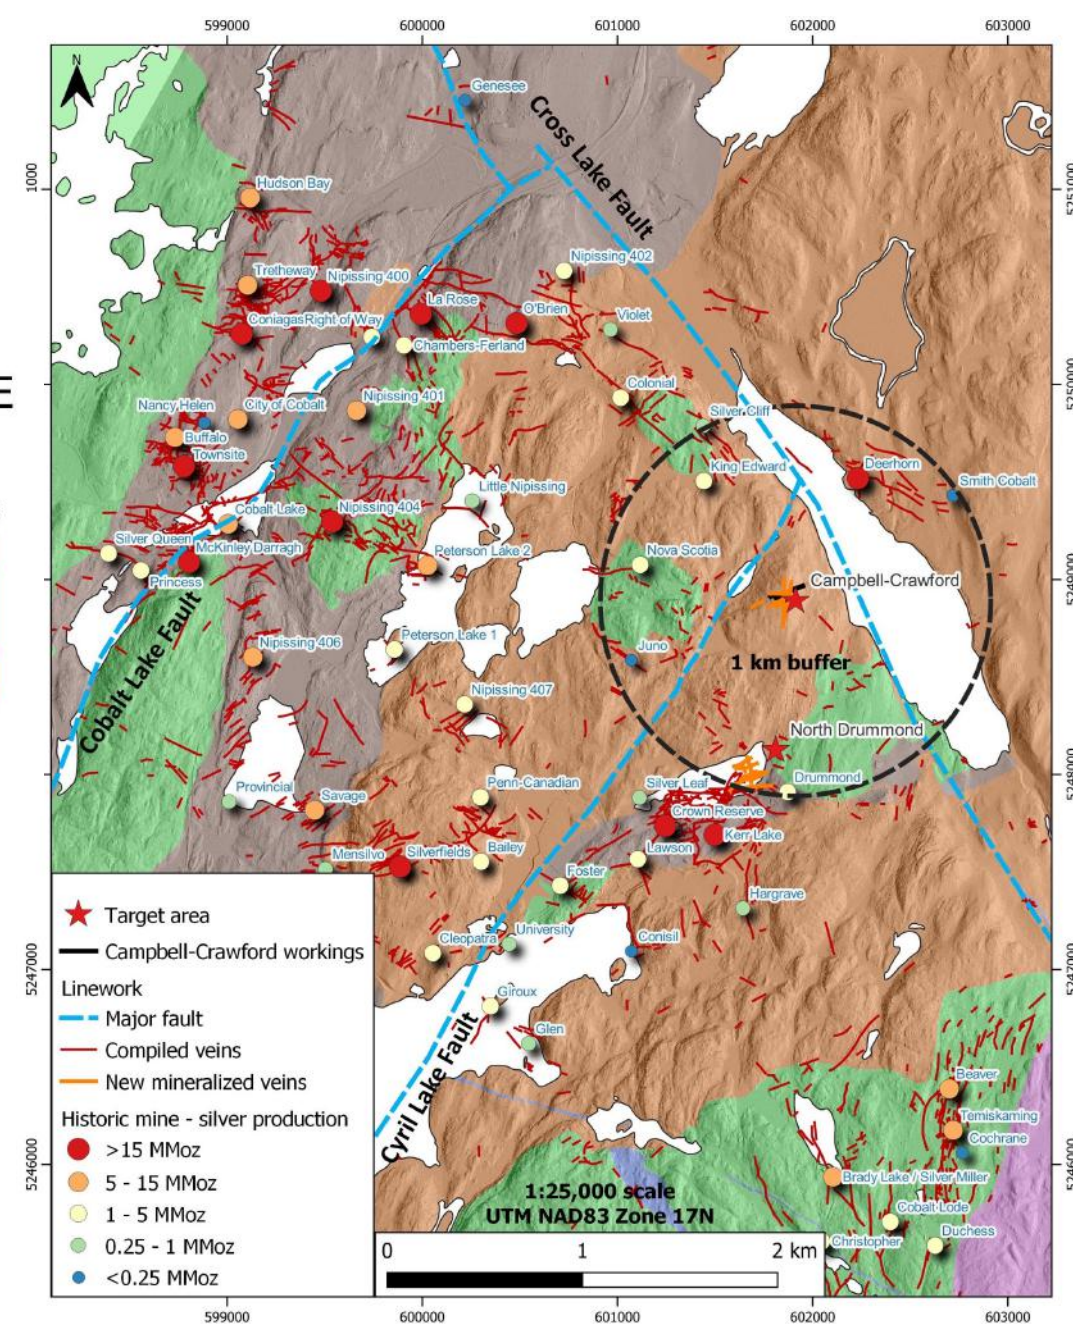 599000 600000 601000 602000 603000
N
Genesee
Cross Lake Fault
1000
5251000
Hudson Bay
Nipissing 402
Tretheway
Nipissing 400
La Rose
O'Brien
Violet
Coniagas
Right of Way
Chambers-Ferland
5250000
Colonial
Nipissing 401
Nancy Helen
City of Cobalt
Silver Cliff
Buffalo
Townsite
King Edward
Deerhorn
Smith Cobalt
Little Nipissing
Cobalt Lake
Nipissing 404
Silver Queen
McKinley Darragh
Peterson Lake 2
Nova Scotia
5249000
Princess
Campbell-Crawford
Cobalt Lake Fault
Peterson Lake 1
Nipissing 406
Juno
1 km buffer
Nipissing 407
North Drummond
5248000
Provincial
Savage
Penn-Canadian
Silver Leaf
Drummond
Crown Reserve
Kerr Lake
Mensilvo
Silverfields
Bailey
Lawson
Foster
Hargrave
Cleopatra
University
Conisil
5247000
5247000
Giroux
Glen
Cyril Lake Fault
Beaver
Temiskaming
Cochrane
5246000
5246000
Brady Lake / Silver Miller
Cobalt Lode
Duchess
Christopher
Target area
Campbell-Crawford workings
Linework
Major fault
Compiled veins
New mineralized veins
Historic mine - silver production
>15 MMoz
5 - 15 MMoz
1 - 5 MMoz
0.25 - 1 MMoz
<0.25 MMoz
1:25,000 scale
UTM NAD83 Zone 17N
0 1 2 km
599000 600000 601000 602000 603000